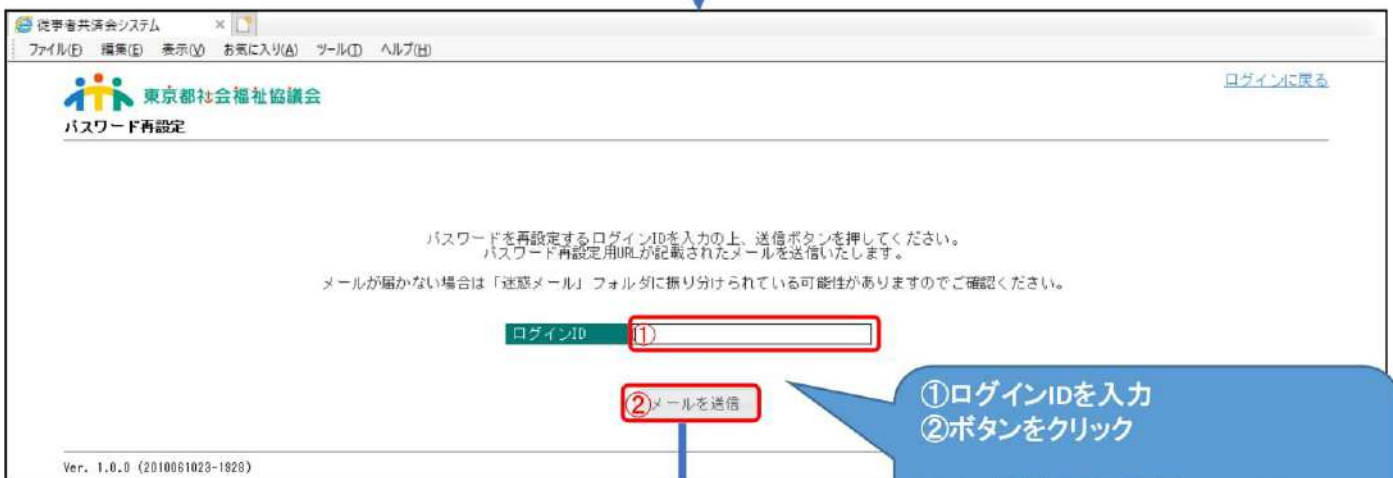 従事者共済会システム ×
ファイル(F) 編集(E) 表示(V) お気に入り(A) ツール(T) ヘルプ(H)
ログインに戻る
東京都社会福祉協議会
パスワード再設定
パスワードを再設定するログインIDを入力の上、送信ボタンを押してください。
パスワード再設定用URLが記載されたメールを送信いたします。
メールが届かない場合は「迷惑メール」フォルダに振り分けられている可能性がありますのでご確認ください。
ログインID ①
②メールを送信
①ログインIDを入力
②ボタンをクリック
Ver. 1.0.0 (2010061023-1828)